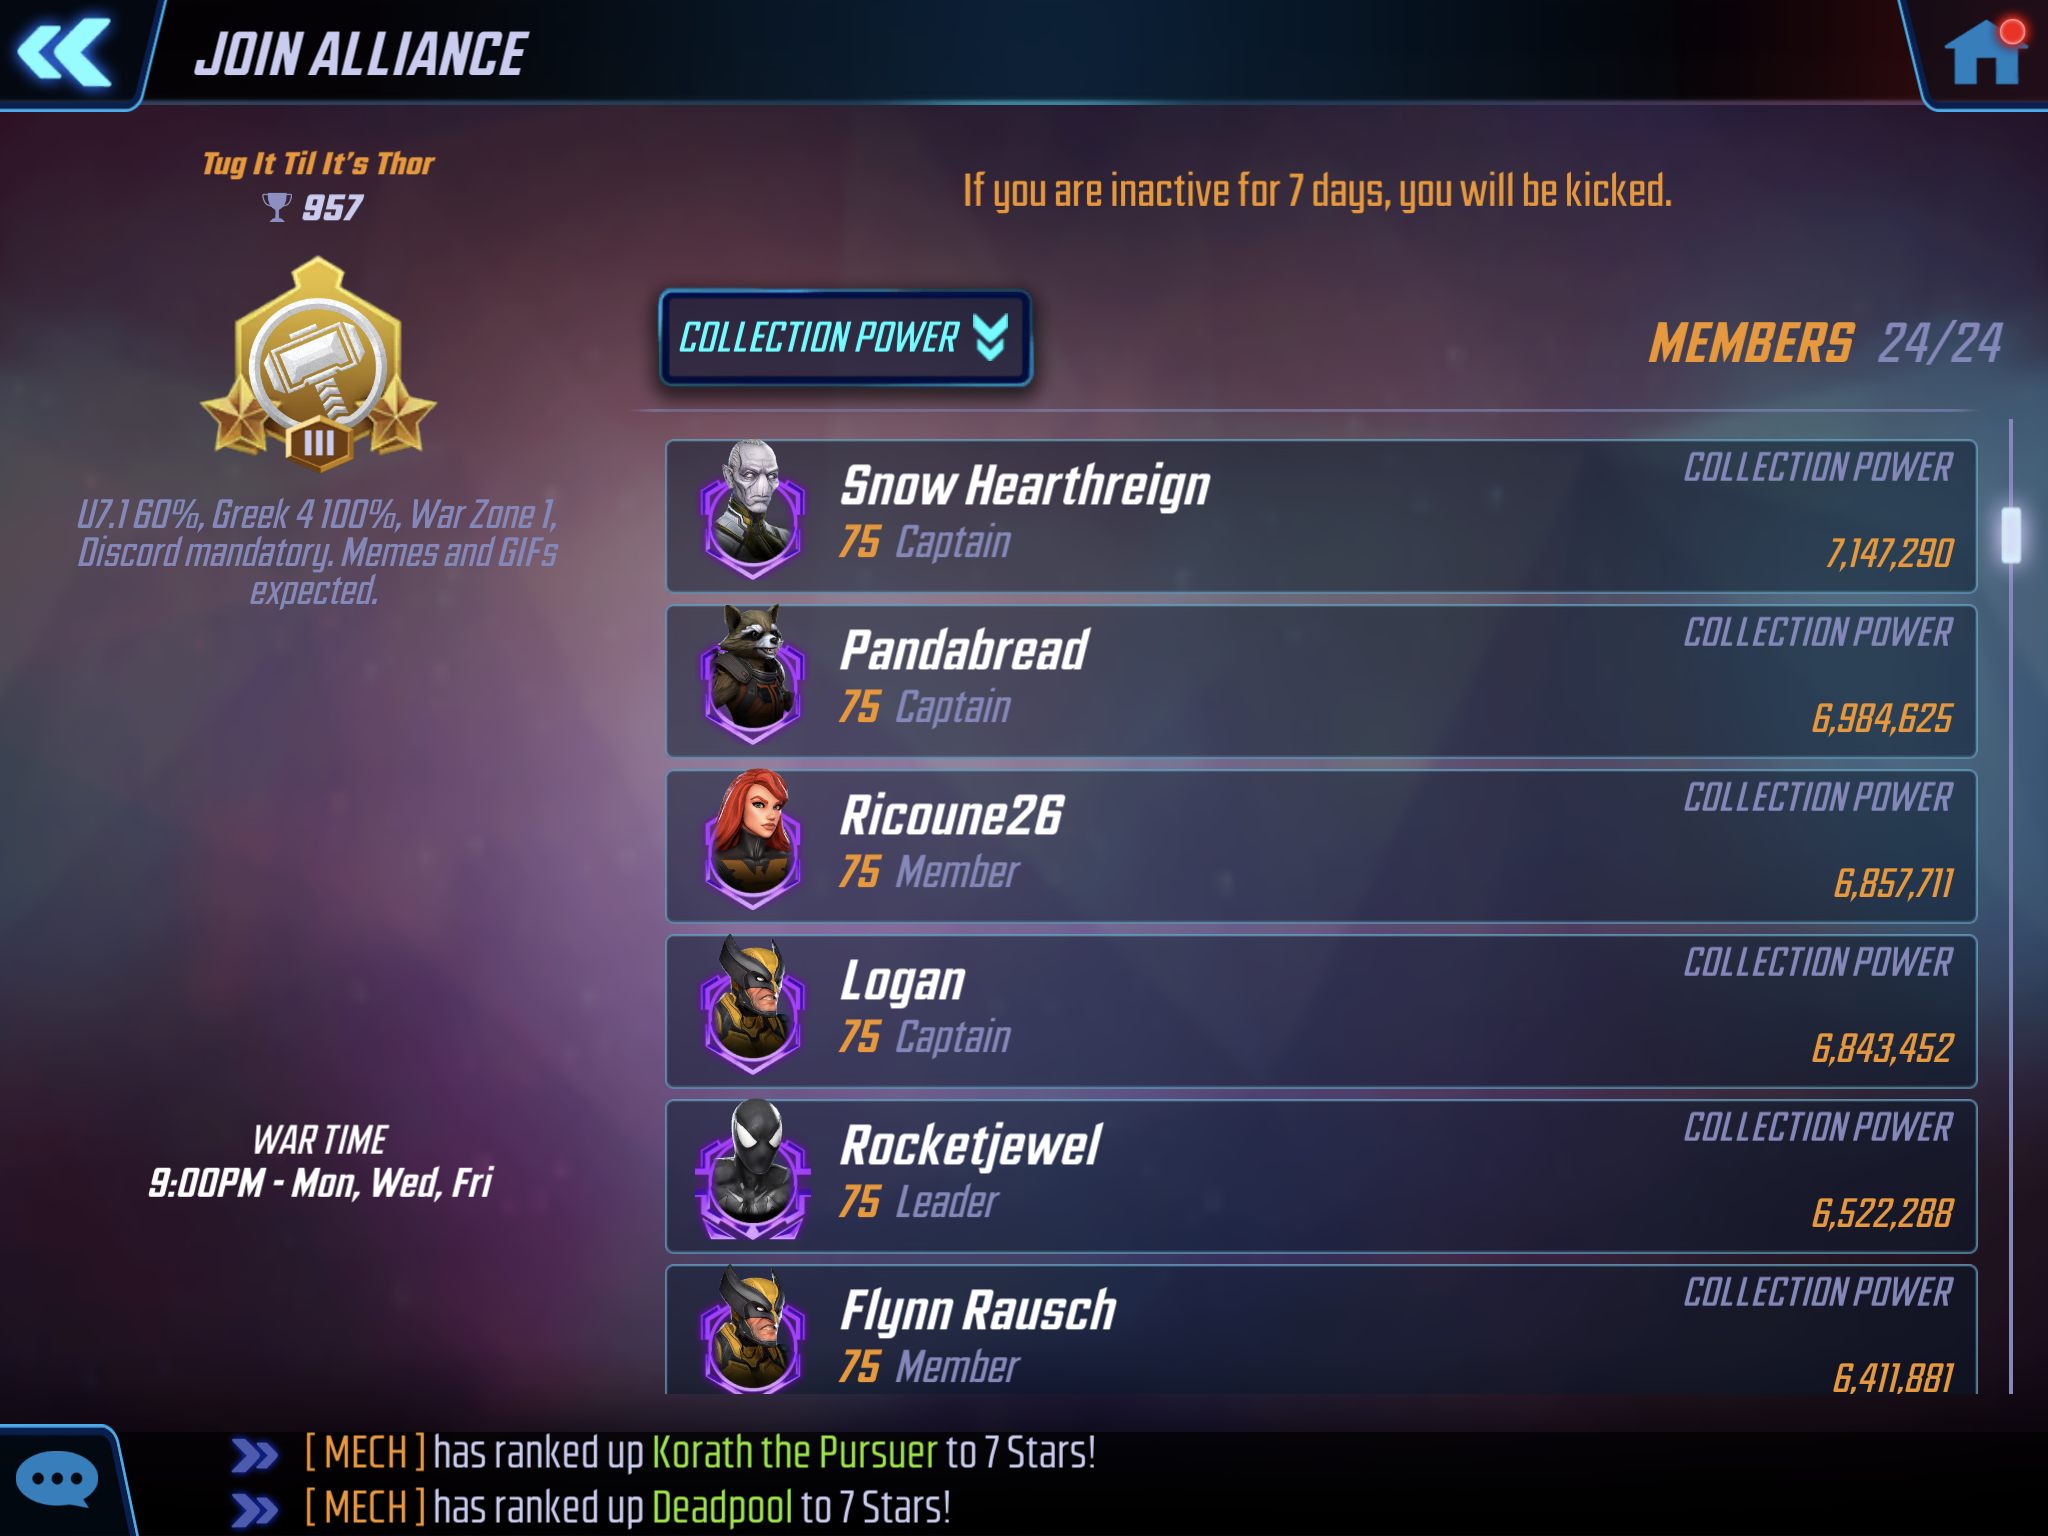 JOIN ALLIANCE
Tug It Til It's Thor
957
III
U7.1 60%, Greek 4 100%, War Zone 1,
Discord mandatory. Memes and GIFs
expected.
WAR TIME
9:00PM - Mon, Wed, Fri
If you are inactive for 7 days, you will be kicked.
COLLECTION POWER
MEMBERS 24/24
Snow Hearthreign
75 Captain
COLLECTION POWER
7,147,290
Pandabread
75 Captain
COLLECTION POWER
6,984,625
Ricoune26
75 Member
COLLECTION POWER
6,857,711
Logan
75 Captain
COLLECTION POWER
6,843,452
Rocketjewel
75 Leader
COLLECTION POWER
6,522,288
Flynn Rausch
75 Member
COLLECTION POWER
6,411,881
[ MECH ] has ranked up Korath the Pursuer to 7 Stars!
[ MECH ] has ranked up Deadpool to 7 Stars!